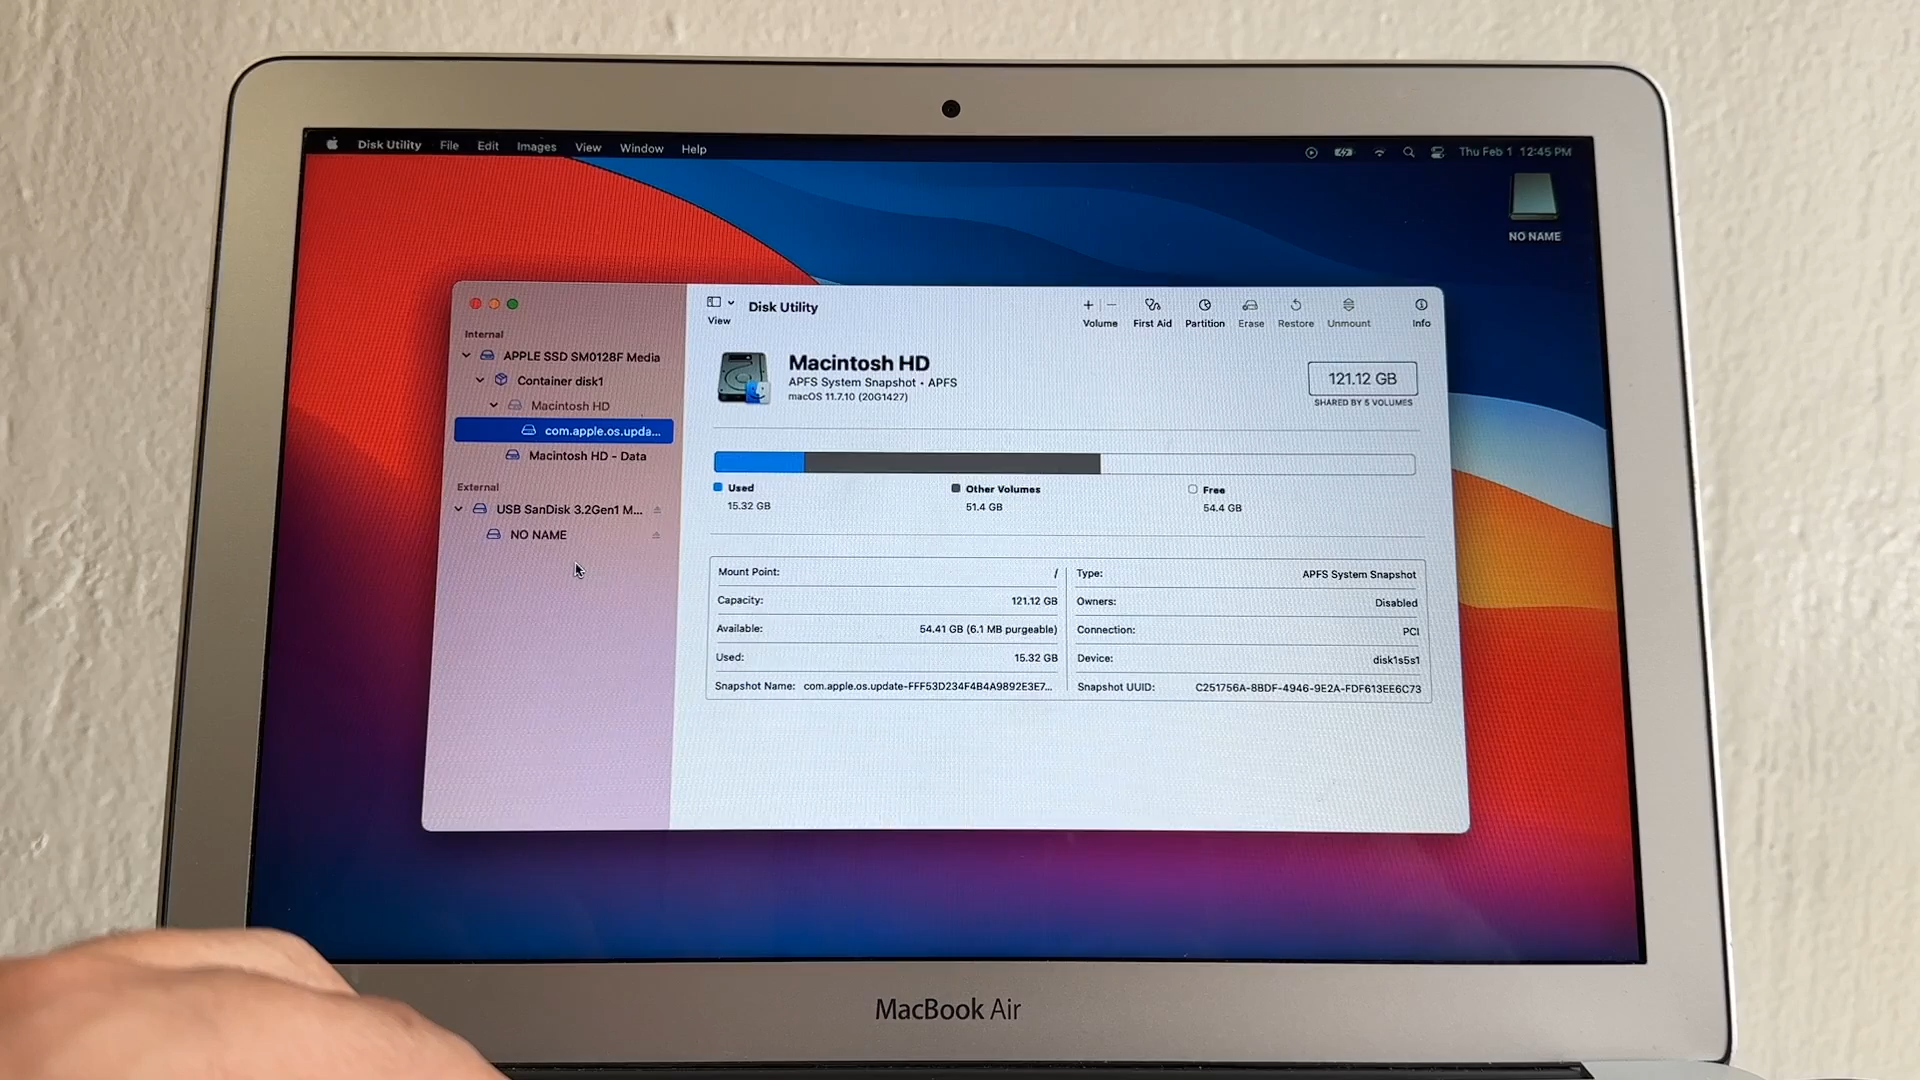 Disk Utility File Edit Images View Window Help Thu Feb 1 12:45 PM
NO NAME
Internal
APPLE SSD SM0128F Media
Container disk1
Macintosh HD
com.apple.os.upda...
Macintosh HD - Data
External
USB SanDisk 3.2Gen1 M...
NO NAME
View
Disk Utility
Volume First Aid Partition Erase Restore Unmount Info
Macintosh HD
APFS System Snapshot • APFS
macOS 11.7.10 (20G1427)
121.12 GB
SHARED BY 5 VOLUMES
Used Other Volumes Free
15.32 GB 51.4 GB 54.4 GB
Mount Point: / Type: APFS System Snapshot
Capacity: 121.12 GB Owners: Disabled
Available: 54.41 GB (6.1 MB purgeable) Connection: PCI
Used: 15.32 GB Device: disk1s5s1
Snapshot Name: com.apple.os.update-FFF53D234F4B4A9892E3E7... Snapshot UUID: C251756A-8BDF-4946-9E2A-FDF613EE6C73
MacBook Air